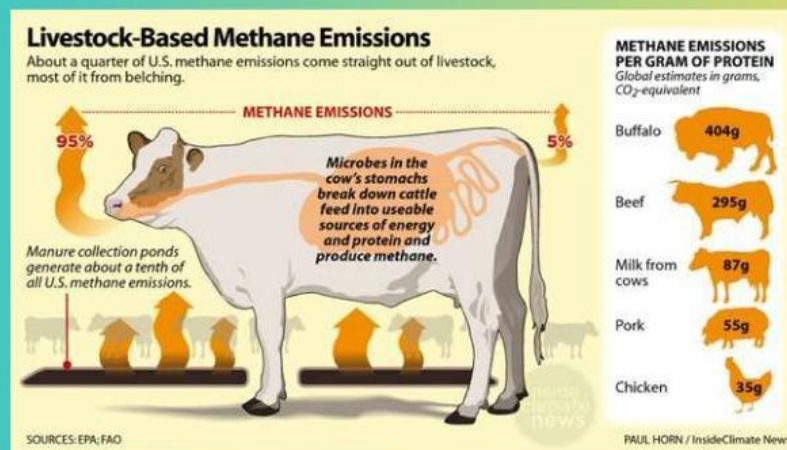 Livestock-Based Methane Emissions
About a quarter of U.S. methane emissions come straight out of livestock,
most of it from belching.
METHANE EMISSIONS
95%
5%
Microbes in the
cow's stomachs
break down cattle
feed into useable
sources of energy
and protein and
produce methane.
Manure collection ponds
generate about a tenth of
all U.S. methane emissions.
inside
climate
news
SOURCES: EPA; FAO
METHANE EMISSIONS
PER GRAM OF PROTEIN
Global estimates in grams,
CO₂-equivalent
Buffalo 404g
Beef 295g
Milk from
cows
87g
Pork 55g
Chicken 35g
PAUL HORN / InsideClimate News